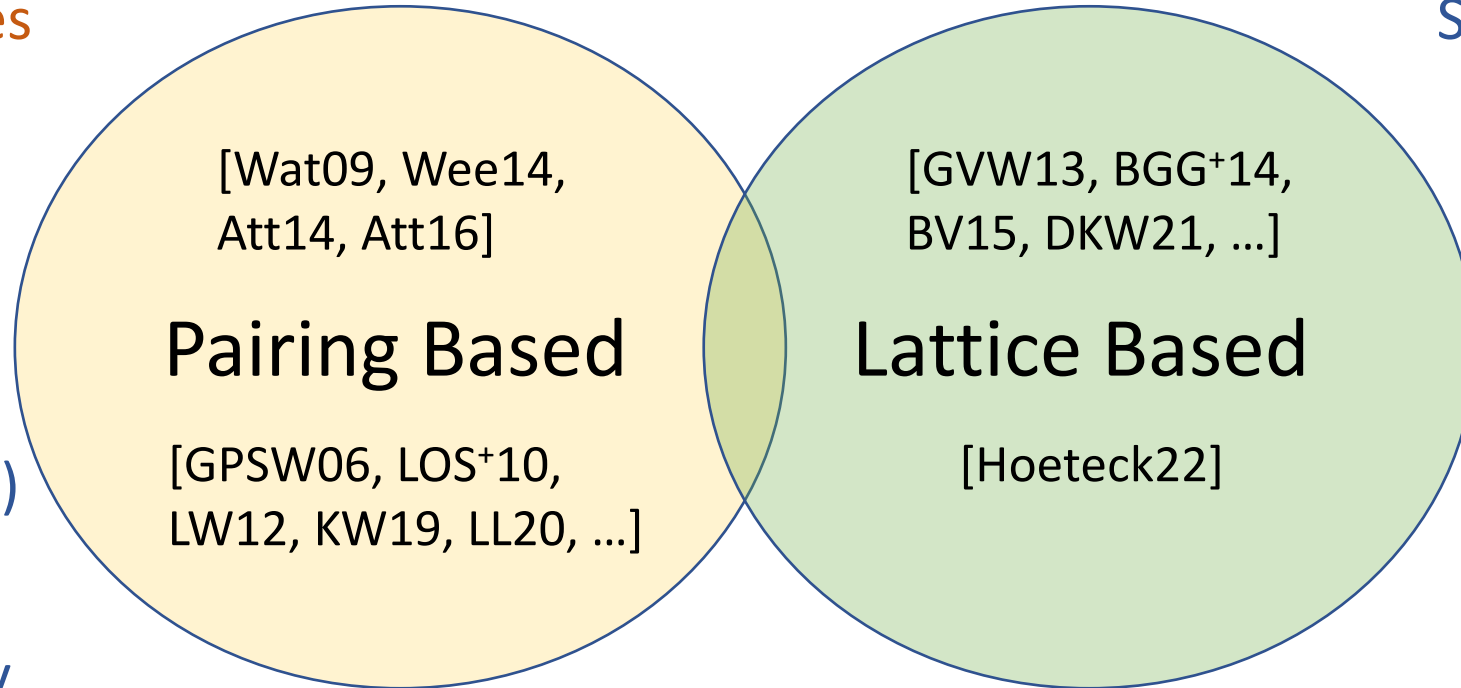 es
S
[Wat09, Wee14,
Att14, Att16]
[GVW13, BGG⁺14,
BV15, DKW21, …]
Pairing Based
Lattice Based
)
[GPSW06, LOS⁺10,
LW12, KW19, LL20, …]
[Hoeteck22]